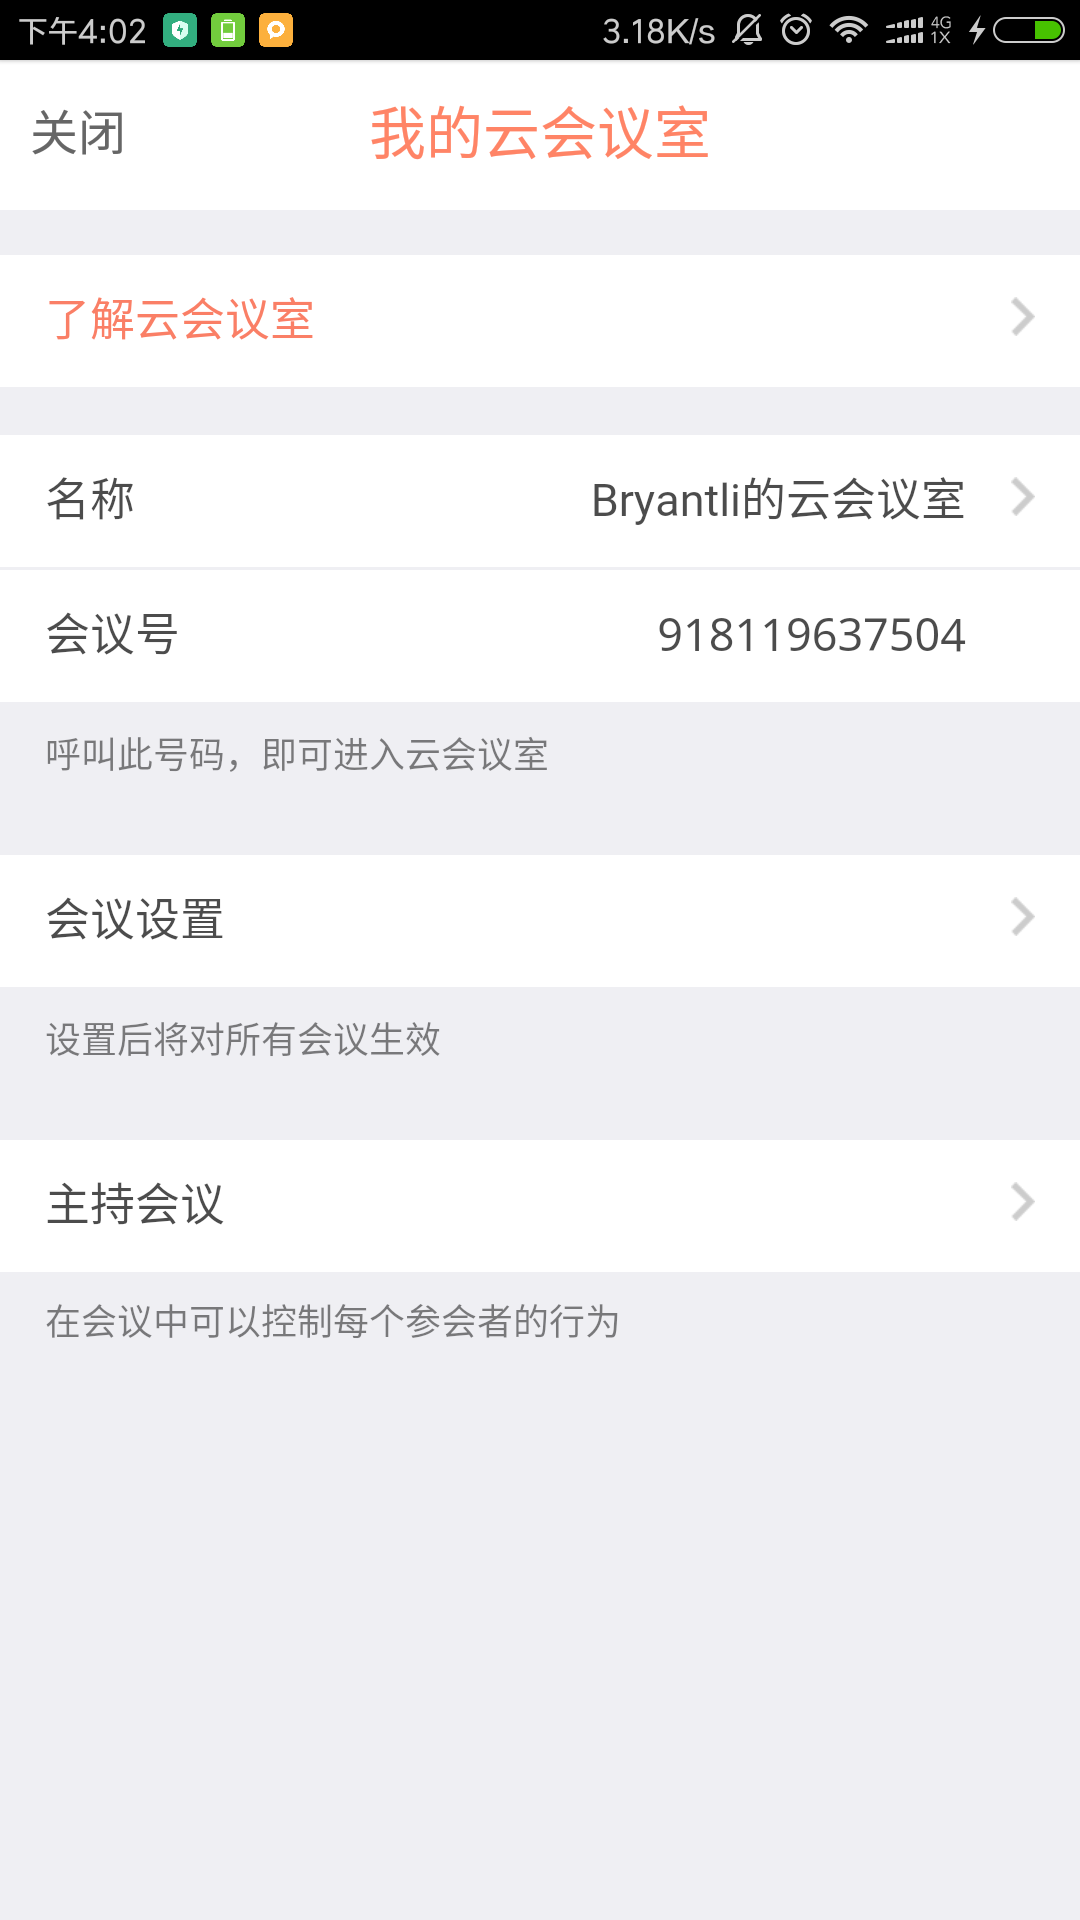 下午4:02 3.18K/s 4G 1X
关闭 我的云会议室
了解云会议室
名称 Bryantli的云会议室
会议号 918119637504
呼叫此号码，即可进入云会议室
会议设置
设置后将对所有会议生效
主持会议
在会议中可以控制每个参会者的行为